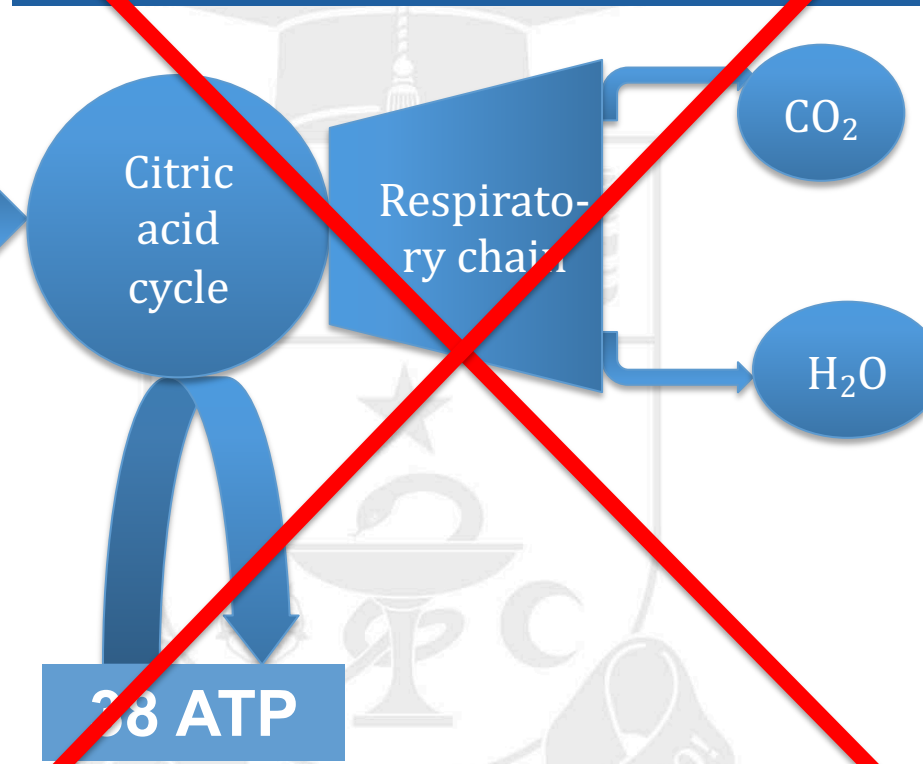 Citric
acid
cycle
Respirato-
ry chain
CO₂
H₂O
38 ATP